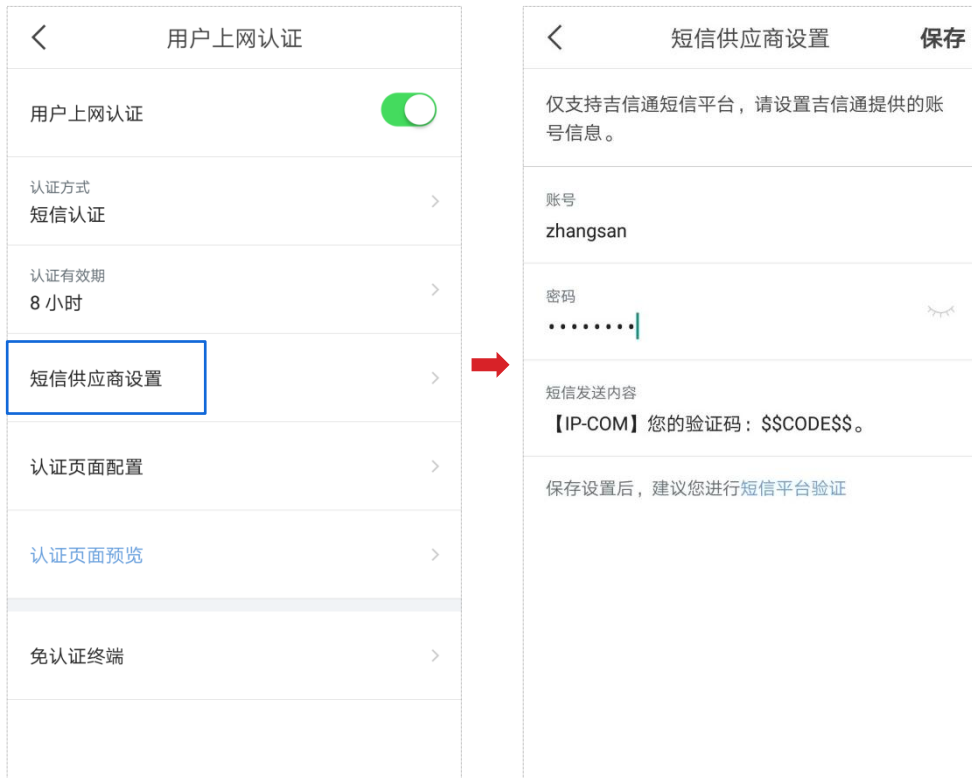 用户上网认证
用户上网认证
认证方式
短信认证
认证有效期
8 小时
短信供应商设置
认证页面配置
认证页面预览
免认证终端
短信供应商设置
保存
仅支持吉信通短信平台，请设置吉信通提供的账
号信息。
账号
zhangsan
密码
••••••••
短信发送内容
【IP-COM】您的验证码：$$CODE$$。
保存设置后，建议您进行短信平台验证